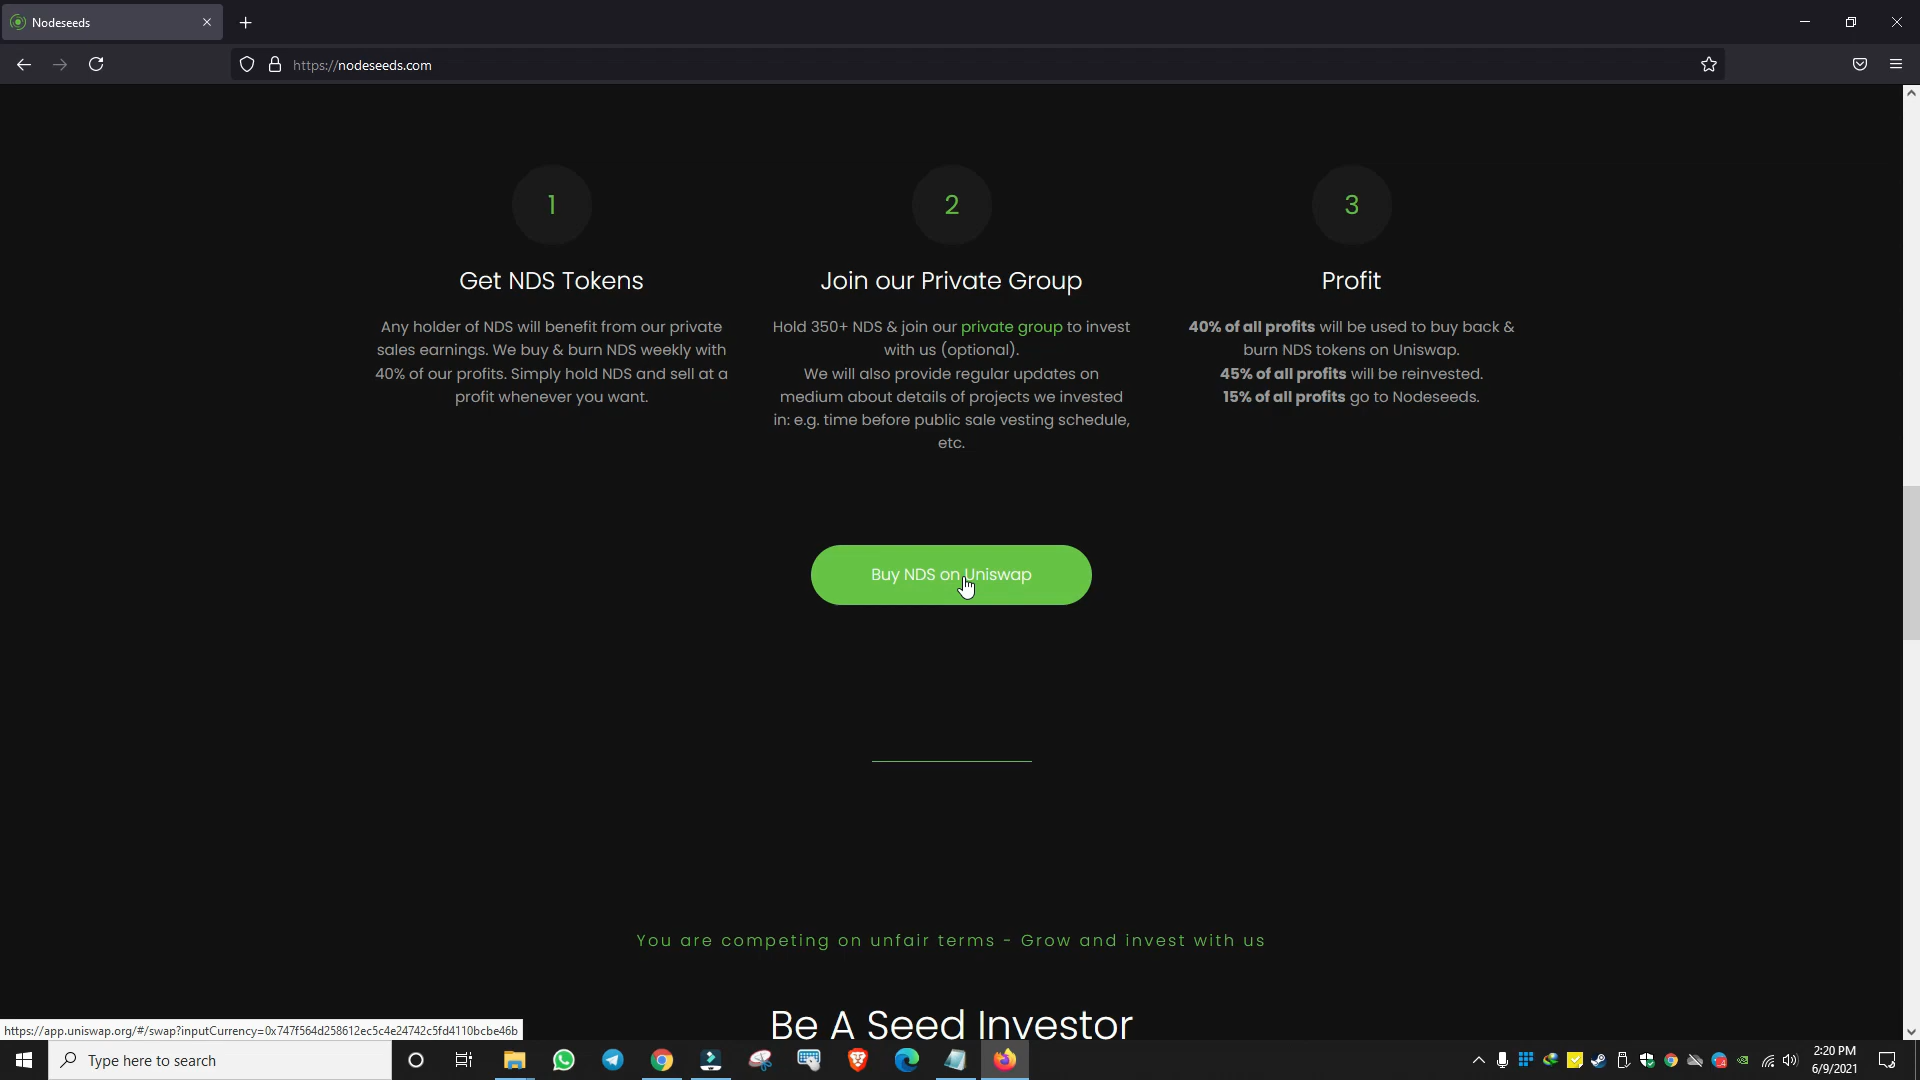 Nodeseeds
https://nodeseeds.com
1
2
3
Get NDS Tokens
Any holder of NDS will benefit from our private
sales earnings. We buy & burn NDS weekly with
40% of our profits. Simply hold NDS and sell at a
profit whenever you want.
Join our Private Group
Hold 350+ NDS & join our private group to invest
with us (optional).
We will also provide regular updates on
medium about details of projects we invested
in: e.g. time before public sale vesting schedule,
etc.
Profit
40% of all profits will be used to buy back &
burn NDS tokens on Uniswap.
45% of all profits will be reinvested.
15% of all profits go to Nodeseeds.
Buy NDS on Uniswap
You are competing on unfair terms - Grow and invest with us
Be A Seed Investor
https://app.uniswap.org/#/swap?inputCurrency=0x747f564d258612ec5c4e24742c5fd4110bcbe46b
Type here to search
2:20 PM
6/9/2021